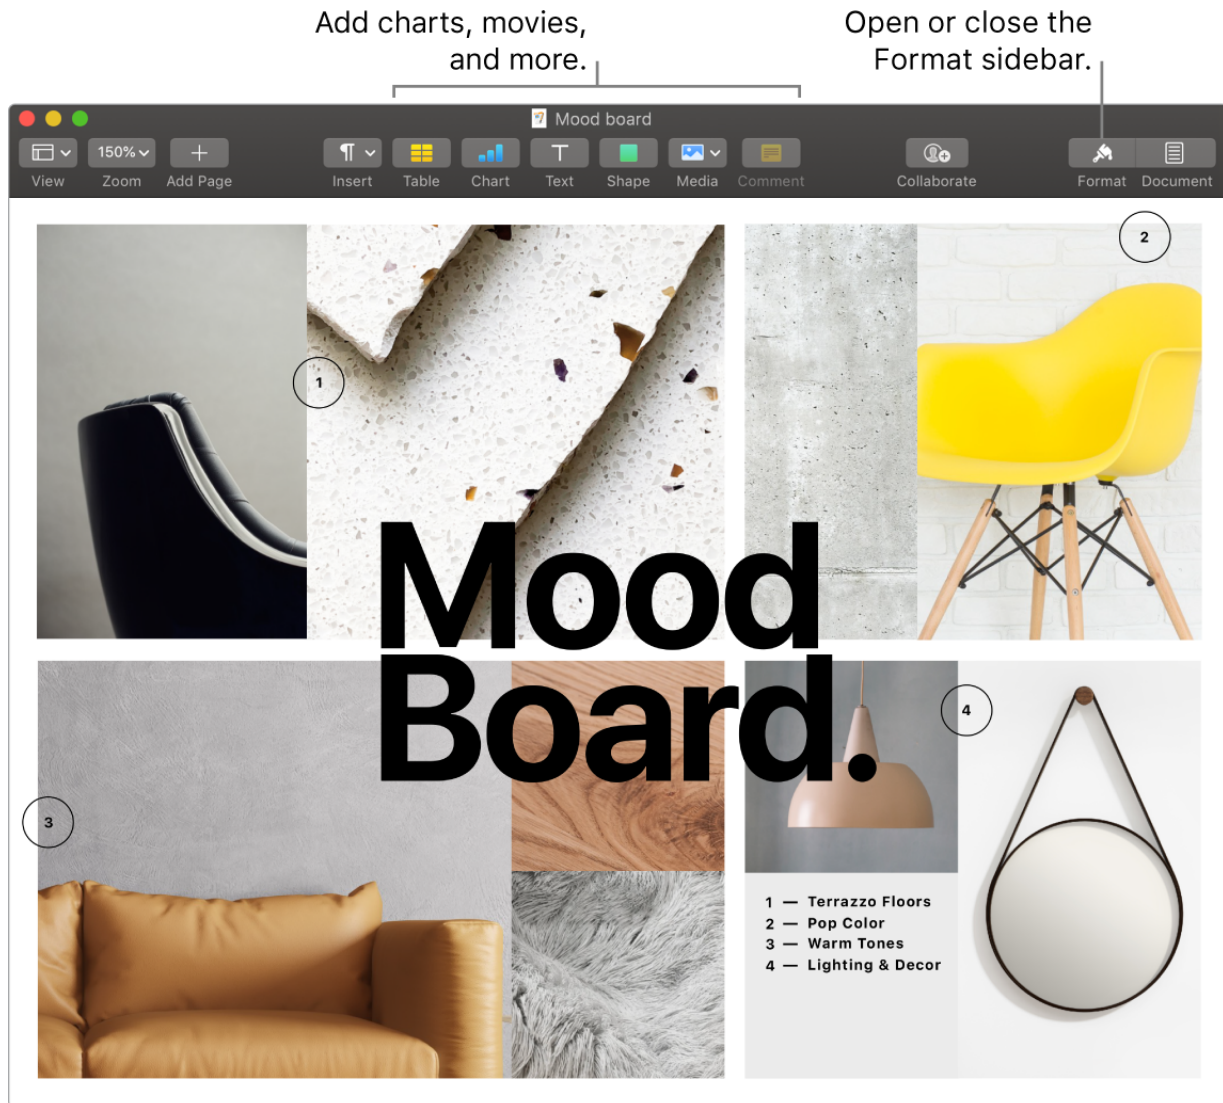 Add charts, movies,
and more.
Open or close the
Format sidebar.
Mood board
150%
View
Zoom
Add Page
Insert
Table
Chart
Text
Shape
Media
Comment
Collaborate
Format
Document
1
2
Mood
Board.
3
4
1 — Terrazzo Floors
2 — Pop Color
3 — Warm Tones
4 — Lighting & Decor